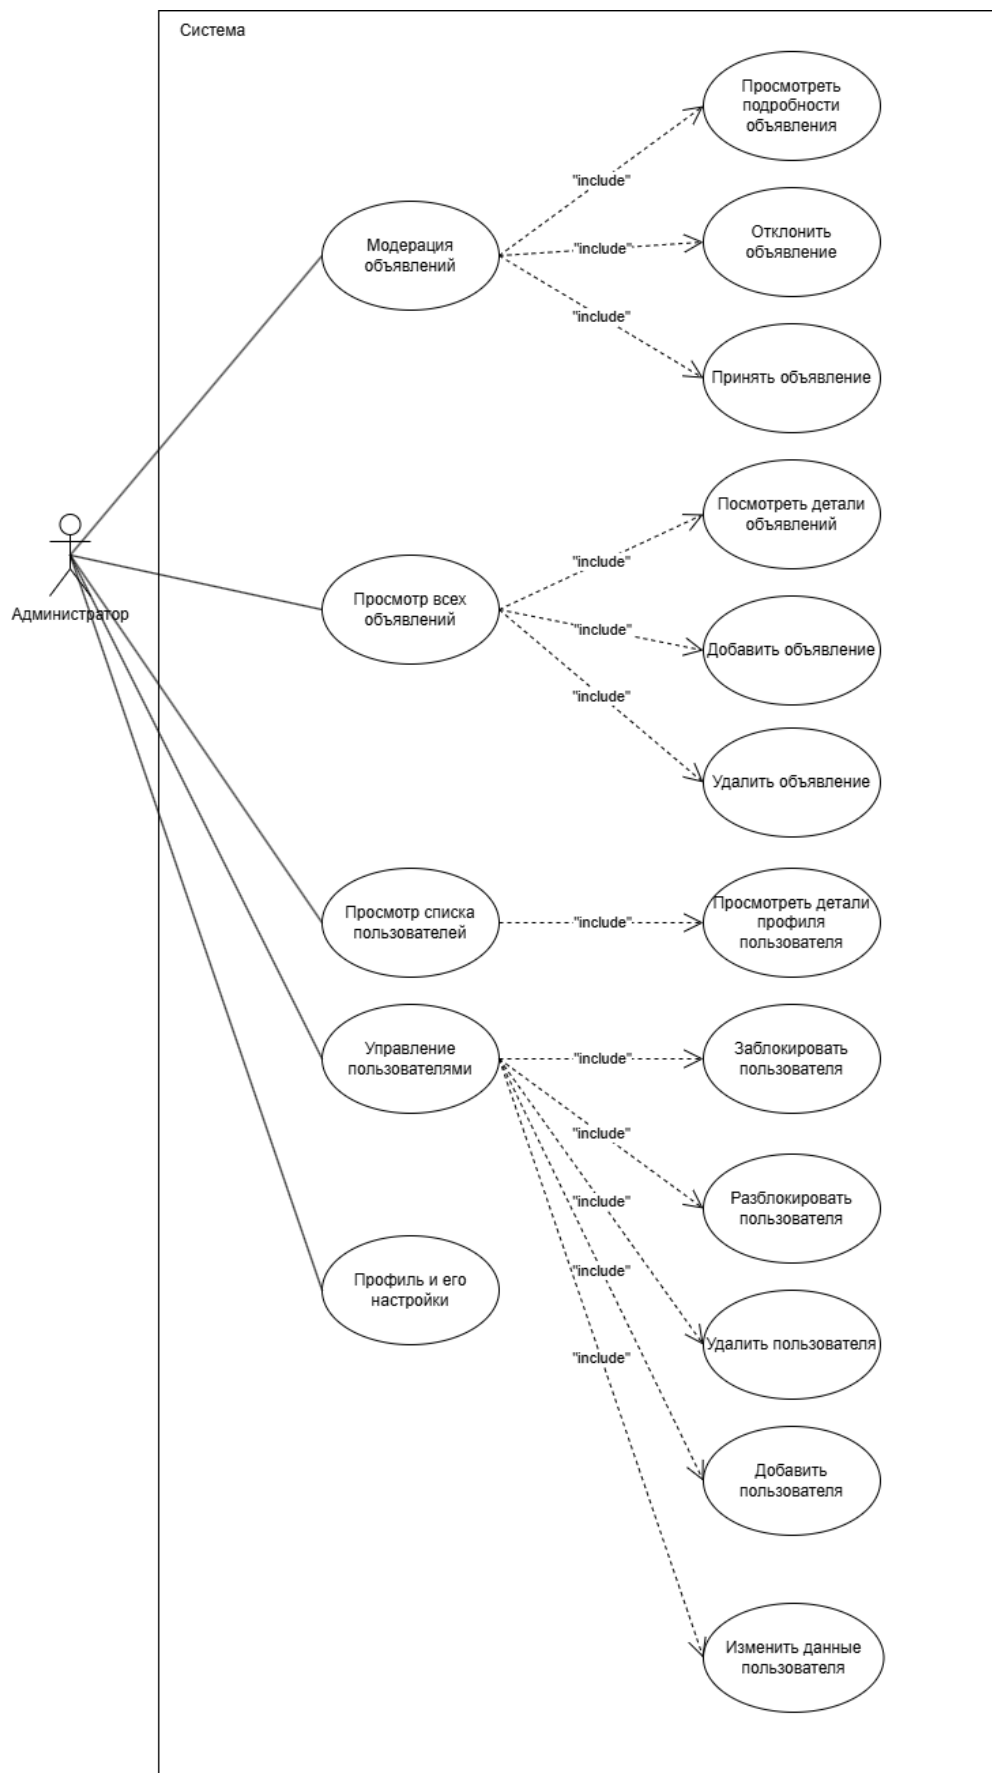 Система
Просмотреть
подробности
объявления
"include"
Модерация
объявлений
"include"
Отклонить
объявление
"include"
Принять объявление
Администратор
Посмотреть детали
объявлений
"include"
Просмотр всех
объявлений
"include"
Добавить объявление
"include"
Удалить объявление
Просмотр списка
пользователей
"include"
Просмотреть детали
профиля
пользователя
Управление
пользователями
"include"
Заблокировать
пользователя
"include"
Разблокировать
пользователя
"include"
Профиль и его
настройки
"include"
Удалить пользователя
"include"
Добавить
пользователя
Изменить данные
пользователя